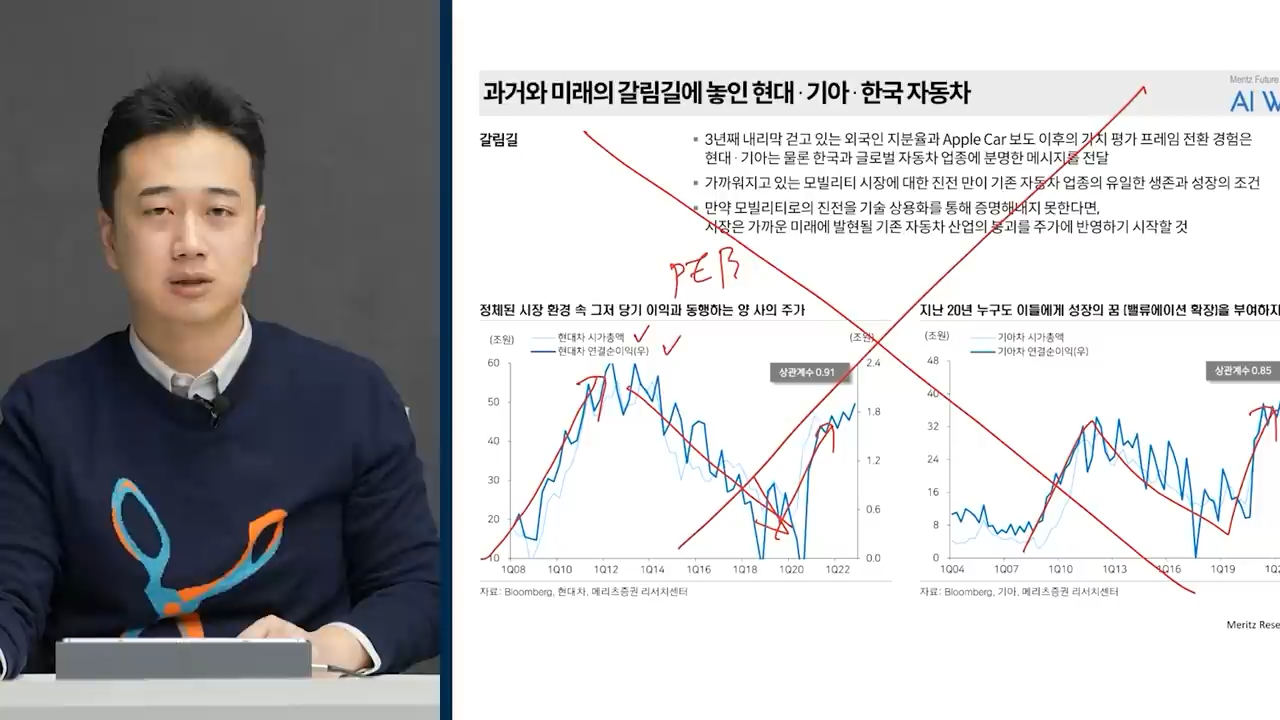 Meritz Future
과거와 미래의 갈림길에 놓인 현대·기아·한국 자동차
AI W
갈림길
▪ 3년째 내리막 걷고 있는 외국인 지분율과 Apple Car 보도 이후의 가치 평가 프레임 전환 경험은
현대·기아는 물론 한국과 글로벌 자동차 업종에 분명한 메시지를 전달
▪ 가까워지고 있는 모빌리티 시장에 대한 진전 만이 기존 자동차 업종의 유일한 생존과 성장의 조건
▪ 만약 모빌리티로의 진전을 기술 상용화를 통해 증명해내지 못한다면,
시장은 가까운 미래에 발현될 기존 자동차 산업의 붕괴를 주가에 반영하기 시작할 것
정체된 시장 환경 속 그저 당기 이익과 동행하는 양 사의 주가
(조원)
현대차 시가총액
현대차 연결순이익(우)
(조원)
상관계수 0.91
60
50
40
30
20
10
2.4
1.8
1.2
0.6
0.0
1Q08 1Q10 1Q12 1Q14 1Q16 1Q18 1Q20 1Q22
자료: Bloomberg, 현대차, 메리츠증권 리서치센터
지난 20년 누구도 이들에게 성장의 꿈 (밸류에이션 확장)을 부여하지
(조원)
기아차 시가총액
기아차 연결순이익(우)
상관계수 0.85
48
40
32
24
16
8
0
1Q04 1Q07 1Q10 1Q13 1Q16 1Q19 1Q2
자료: Bloomberg, 기아, 메리츠증권 리서치센터
Meritz Rese